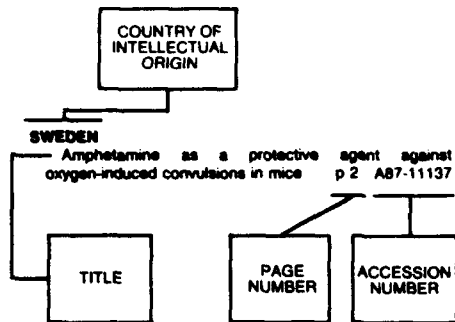 COUNTRY OF
INTELLECTUAL
ORIGIN
SWEDEN
Amphetamine as a protective agent against
oxygen-induced convulsions in mice p 2 A87-11137
TITLE
PAGE
NUMBER
ACCESSION
NUMBER